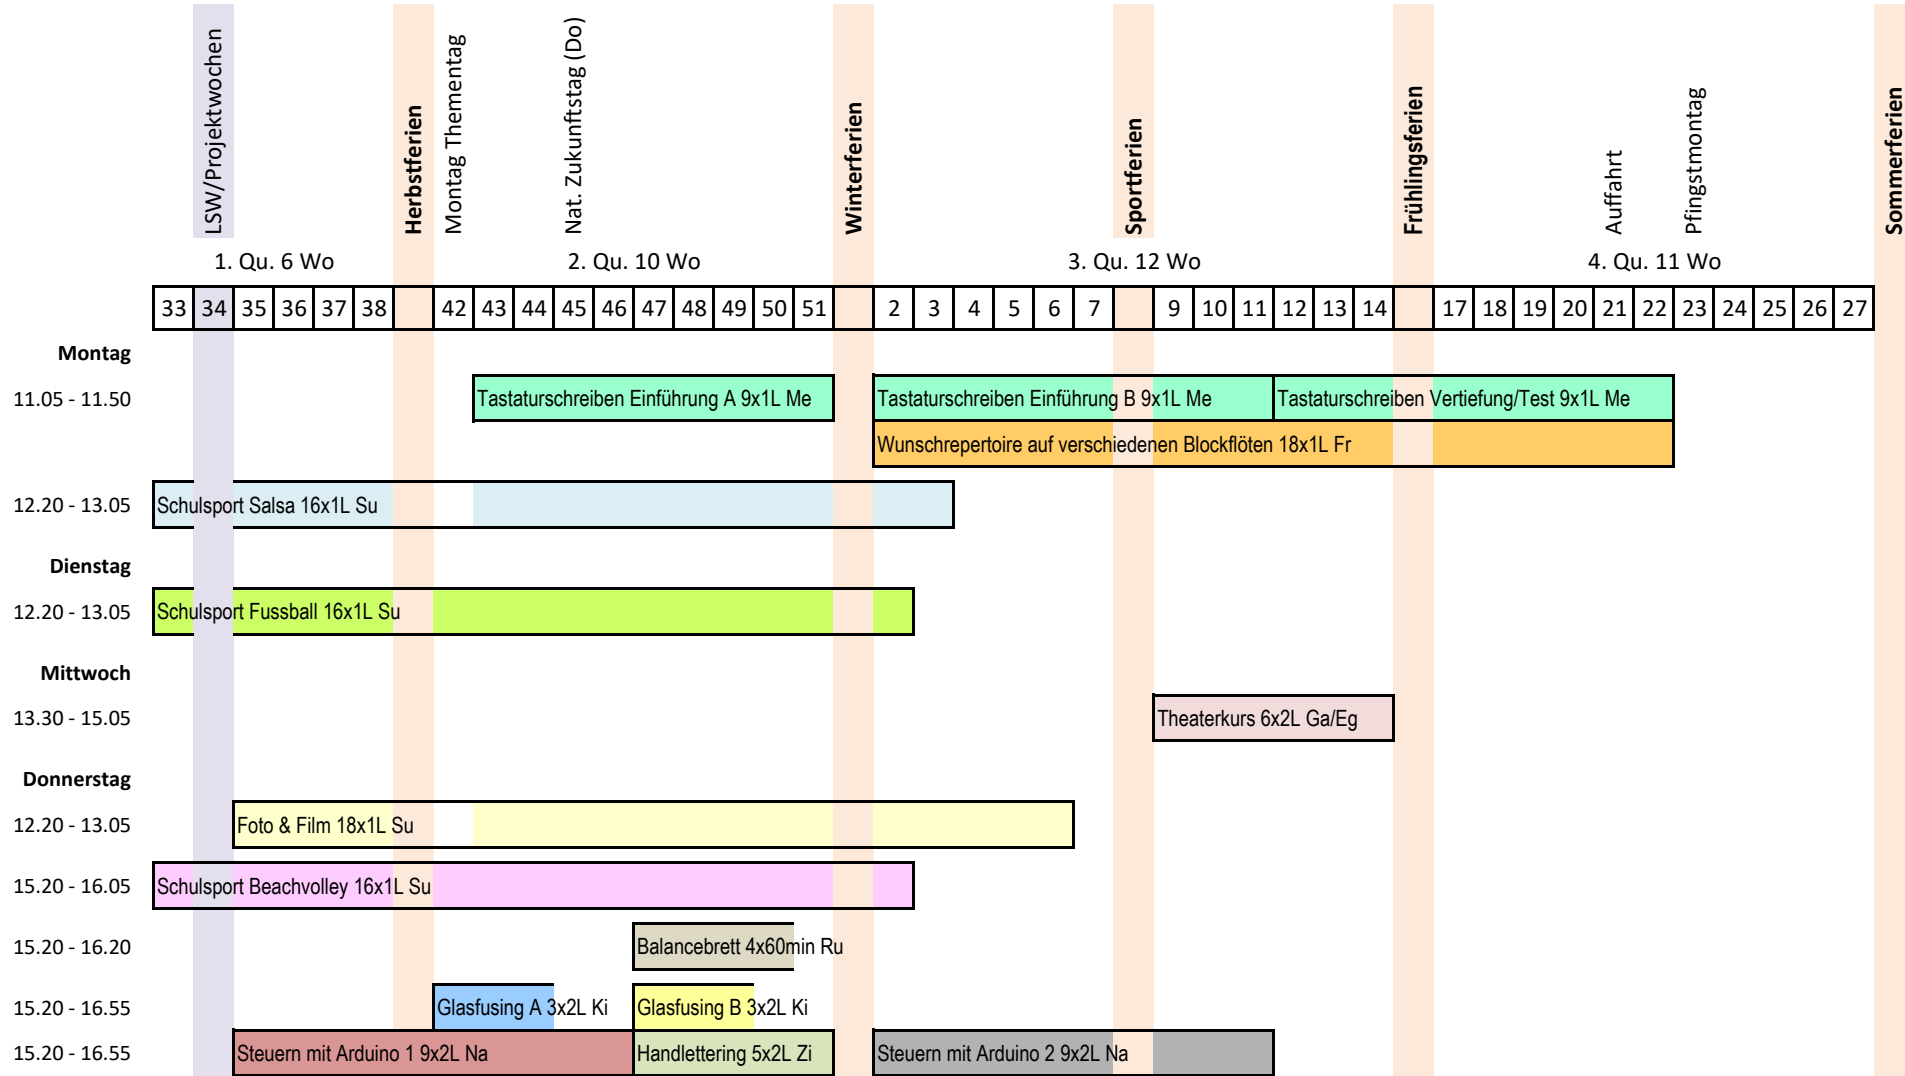 LSW/Projektwochen
Herbstferien
Montag Thementag
Nat. Zukunftstag (Do)
Winterferien
Sportferien
Frühlingsferien
Auffahrt
Pfingstmontag
Sommerferien
1. Qu. 6 Wo 2. Qu. 10 Wo 3. Qu. 12 Wo 4. Qu. 11 Wo
33 34 35 36 37 38 42 43 44 45 46 47 48 49 50 51 2 3 4 5 6 7 9 10 11 12 13 14 17 18 19 20 21 22 23 24 25 26 27
Montag
11.05 - 11.50 Tastaturschreiben Einführung A 9x1L Me Tastaturschreiben Einführung B 9x1L Me Tastaturschreiben Vertiefung/Test 9x1L Me
Wunschrepertoire auf verschiedenen Blockflöten 18x1L Fr
12.20 - 13.05 Schulsport Salsa 16x1L Su
Dienstag
12.20 - 13.05 Schulsport Fussball 16x1L Su
Mittwoch
13.30 - 15.05 Theaterkurs 6x2L Ga/Eg
Donnerstag
12.20 - 13.05 Foto & Film 18x1L Su
15.20 - 16.05 Schulsport Beachvolley 16x1L Su
15.20 - 16.20 Balancebrett 4x60min Ru
15.20 - 16.55 Glasfusing A 3x2L Ki Glasfusing B 3x2L Ki
15.20 - 16.55 Steuern mit Arduino 1 9x2L Na Handlettering 5x2L Zi Steuern mit Arduino 2 9x2L Na